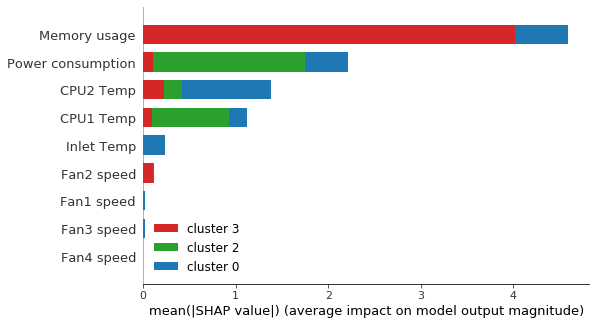 Memory usage
Power consumption
CPU2 Temp
CPU1 Temp
Inlet Temp
Fan2 speed
Fan1 speed
Fan3 speed
Fan4 speed
cluster 3
cluster 2
cluster 0
0 1 2 3 4
mean(|SHAP value|) (average impact on model output magnitude)